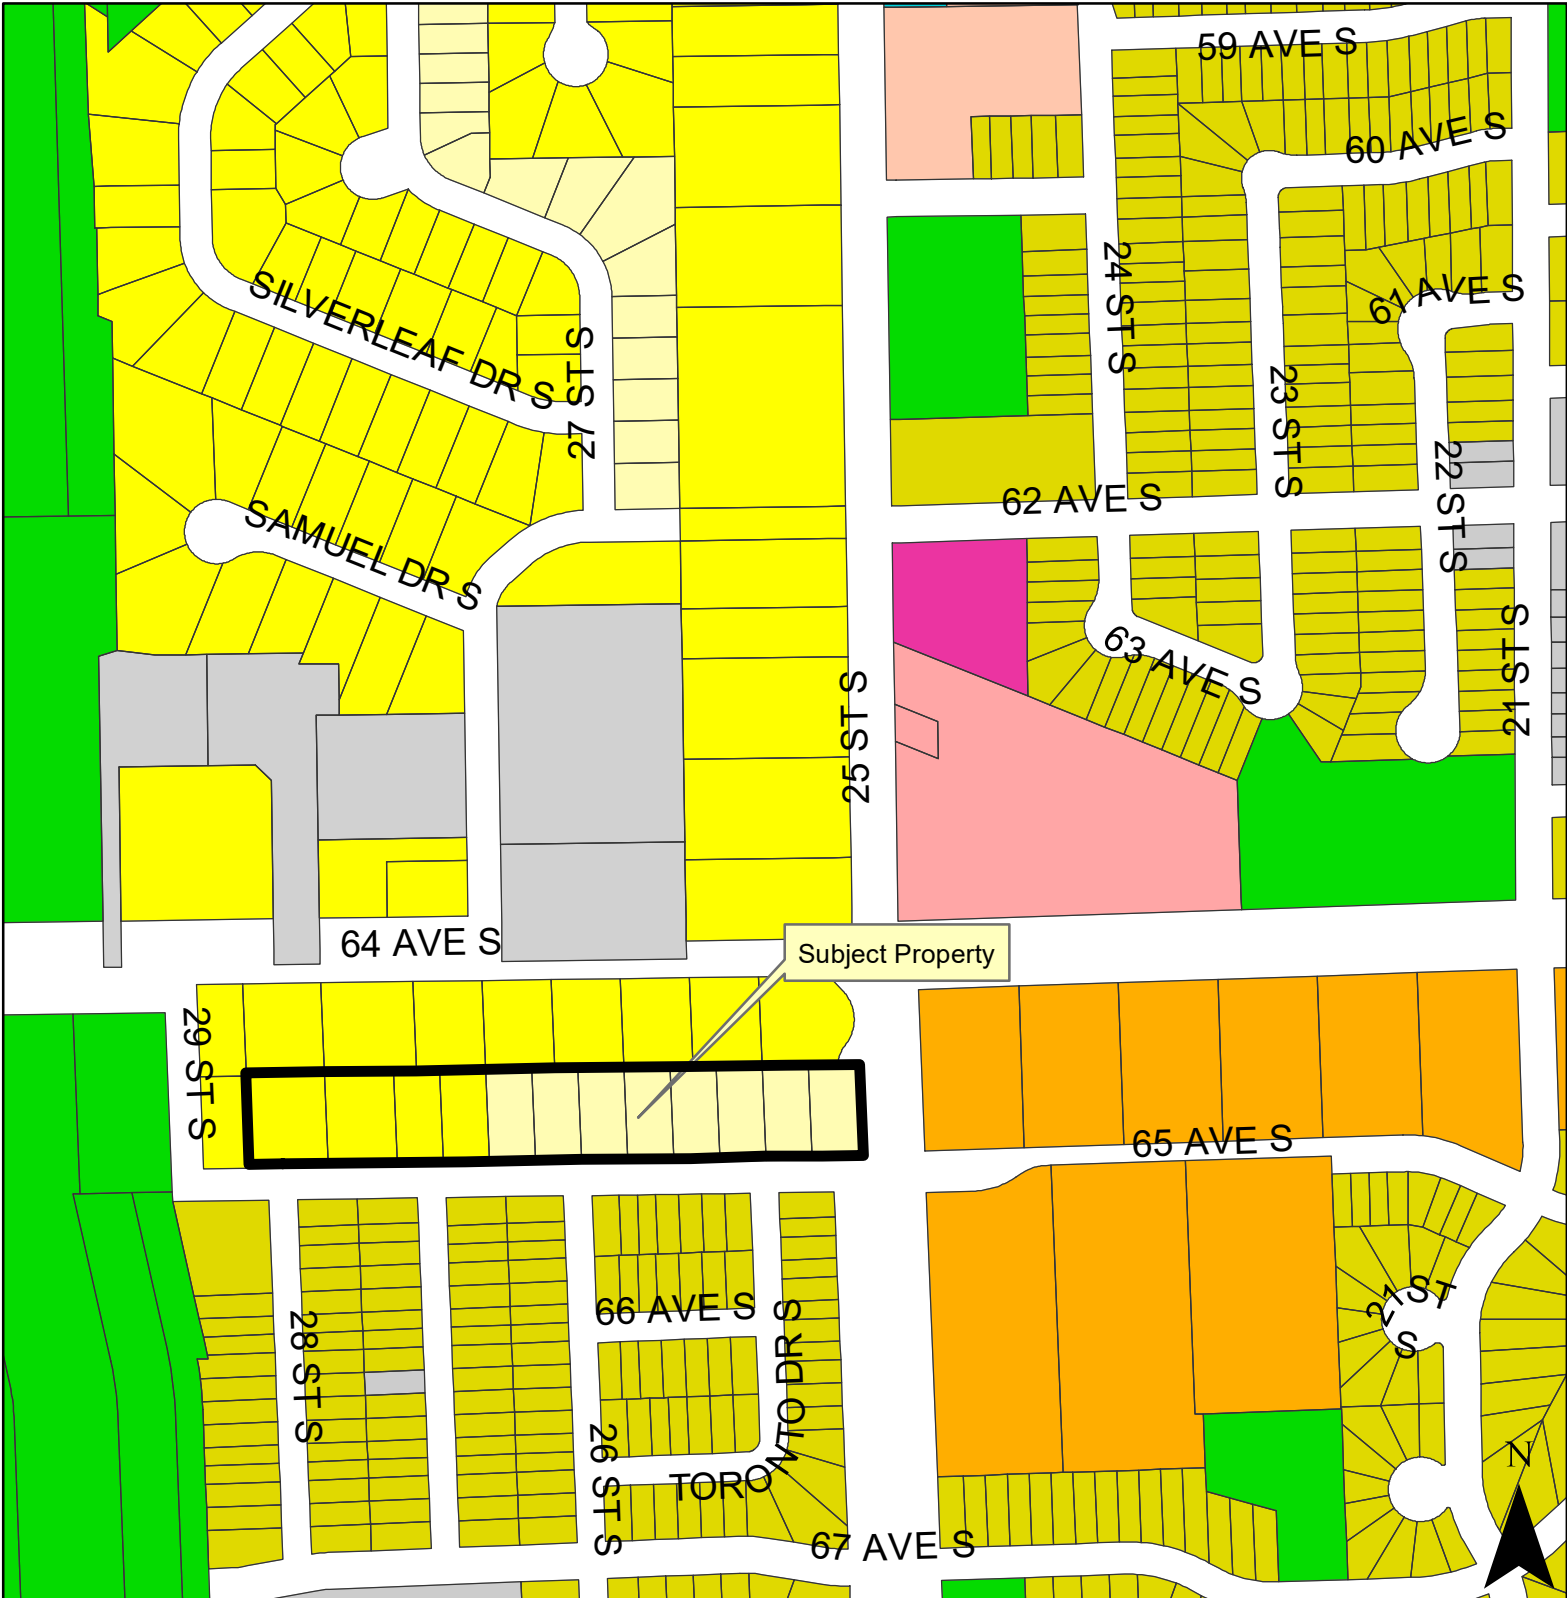 59 AVE S
60 AVE S
24 ST S
61 AVE S
SILVERLEAF DR S
27 ST S
23 ST S
22 ST S
62 AVE S
SAMUEL DR S
63 AVE S
21 ST S
25 ST S
64 AVE S
Subject Property
29 ST S
65 AVE S
66 AVE S
21 ST
S
28 ST S
TORONTO DR S
26 ST S
N
67 AVE S